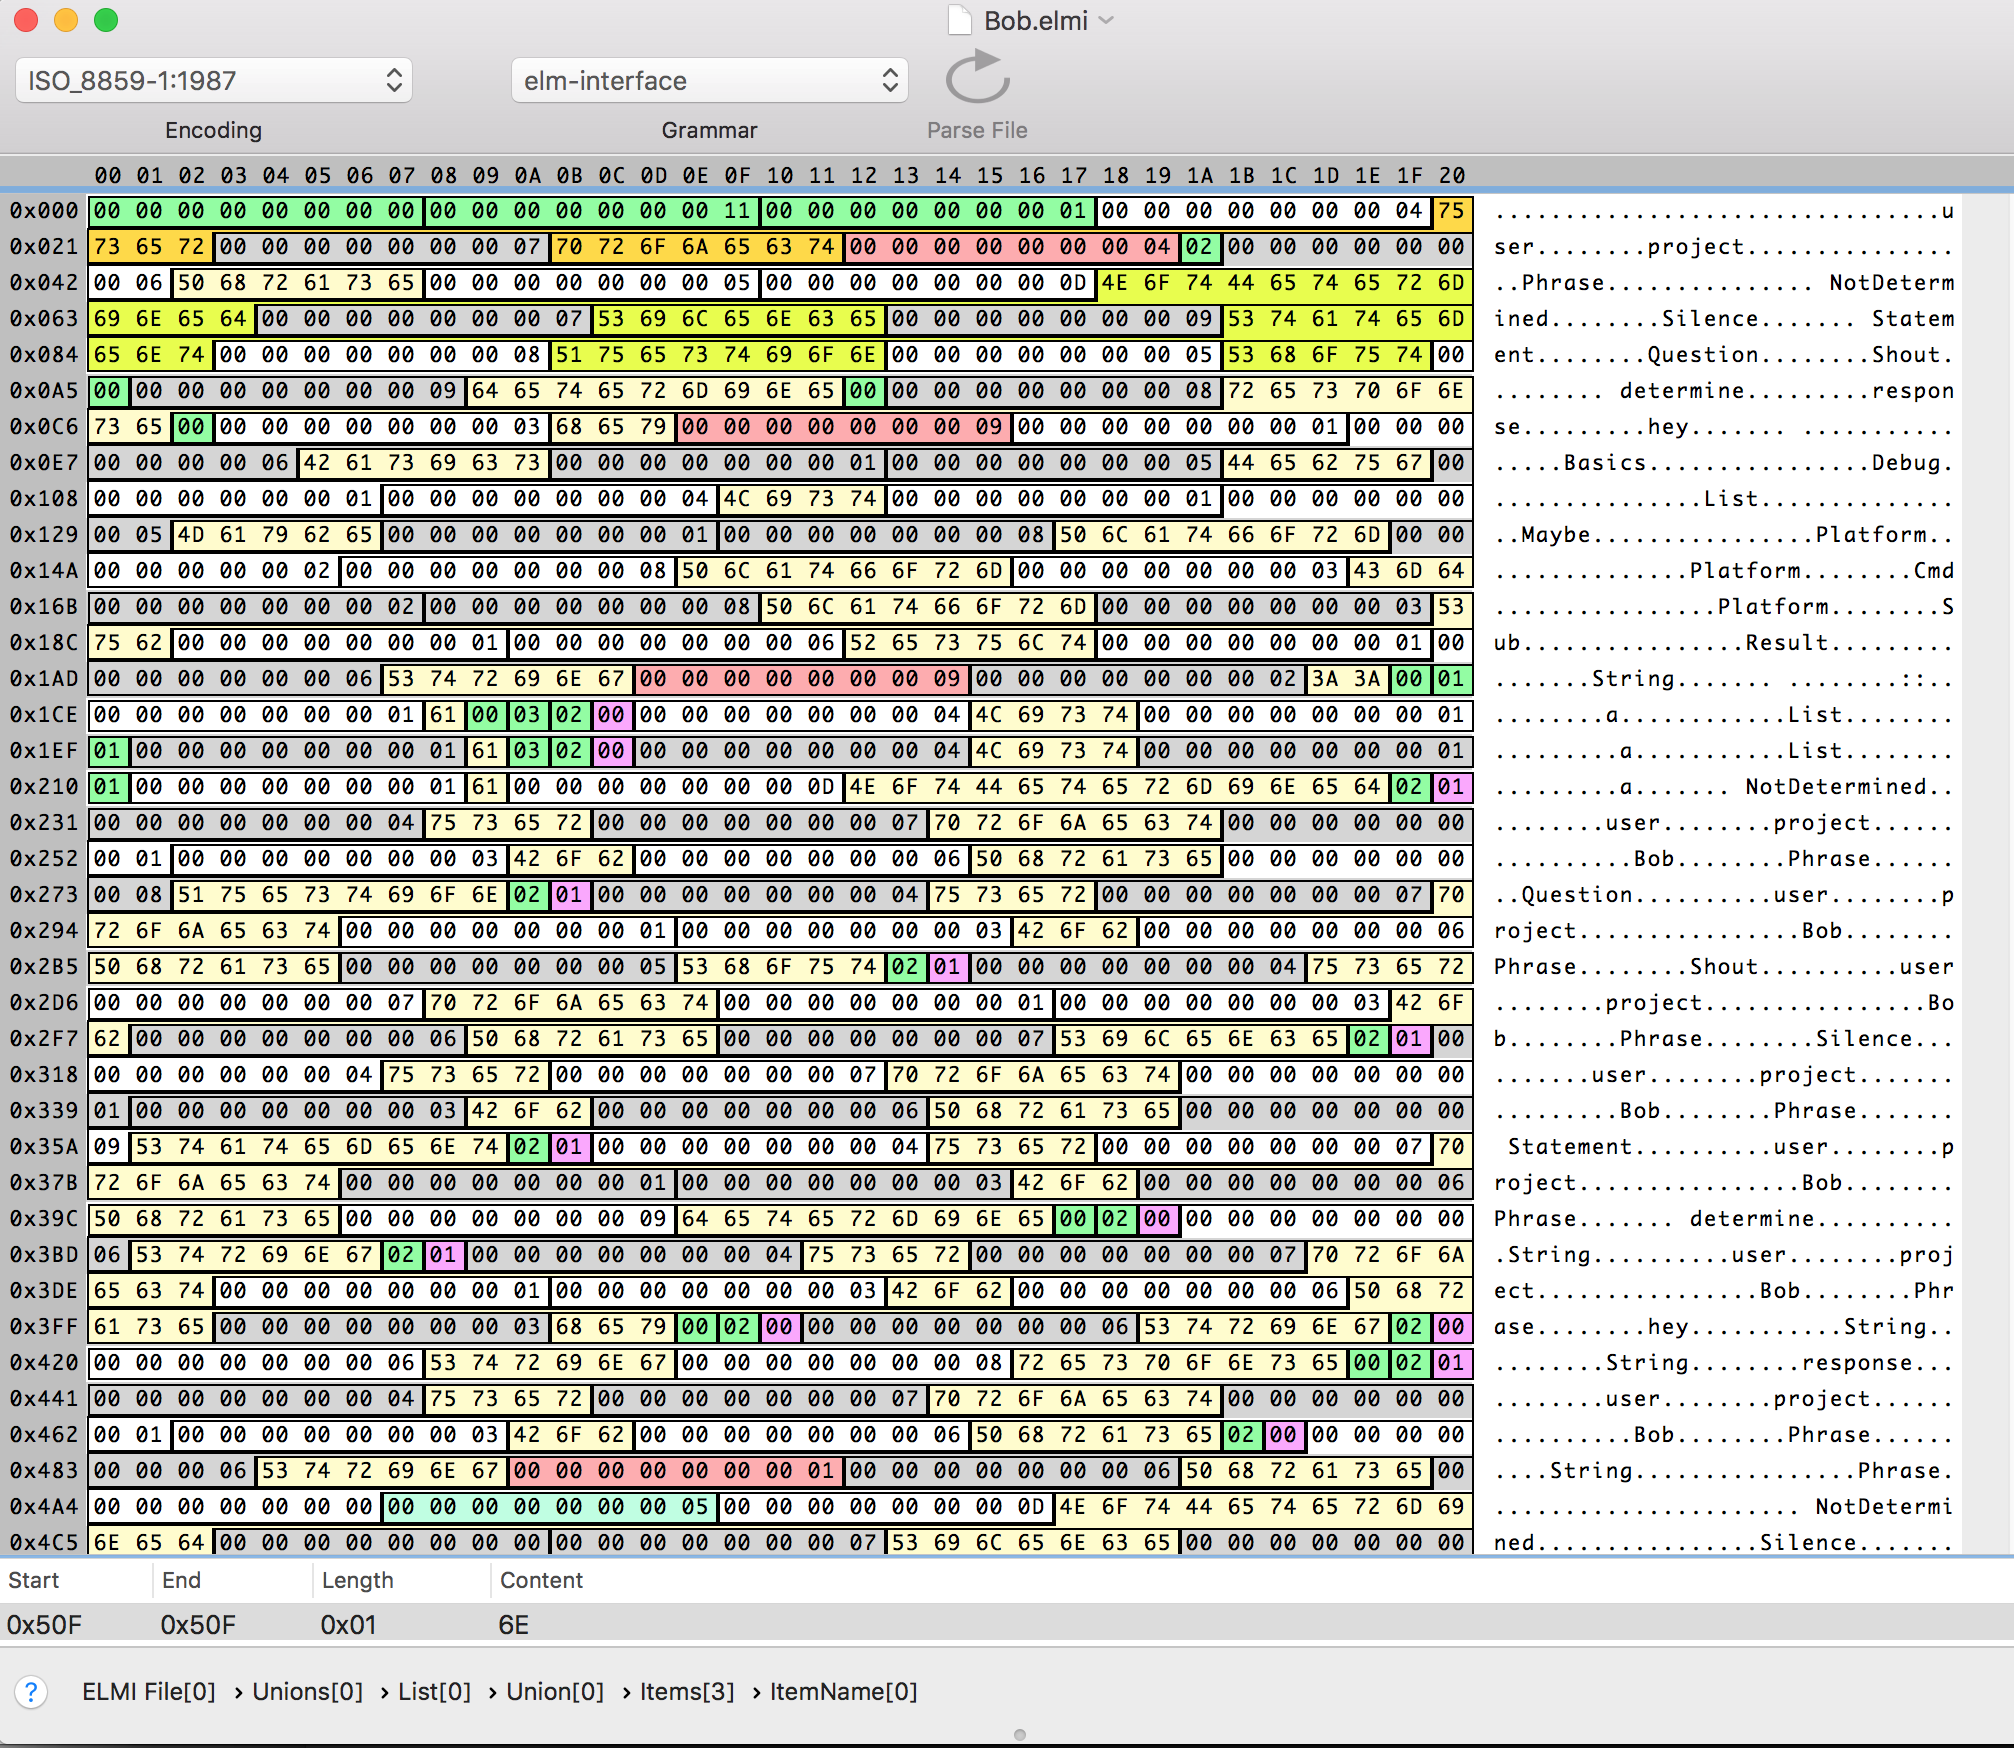 Bob.elmi
ISO_8859-1:1987 elm-interface
Encoding Grammar Parse File
00 01 02 03 04 05 06 07 08 09 0A 0B 0C 0D 0E 0F 10 11 12 13 14 15 16 17 18 19 1A 1B 1C 1D 1E 1F 20
0x000 00 00 00 00 00 00 00 00 00 00 00 00 00 00 00 11 00 00 00 00 00 00 00 01 00 00 00 00 00 00 00 04 75 ................................u
0x021 73 65 72 00 00 00 00 00 00 00 07 70 72 6F 6A 65 63 74 00 00 00 00 00 00 00 04 02 00 00 00 00 00 00 ser........project...............
0x042 00 06 50 68 72 61 73 65 00 00 00 00 00 00 00 05 00 00 00 00 00 00 00 0D 4E 6F 74 44 65 74 65 72 6D ..Phrase............... NotDeterm
0x063 69 6E 65 64 00 00 00 00 00 00 00 07 53 69 6C 65 6E 63 65 00 00 00 00 00 00 00 09 53 74 61 74 65 6D ined........Silence....... Statem
0x084 65 6E 74 00 00 00 00 00 00 00 08 51 75 65 73 74 69 6F 6E 00 00 00 00 00 00 00 05 53 68 6F 75 74 00 ent........Question........Shout.
0x0A5 00 00 00 00 00 00 00 00 09 64 65 74 65 72 6D 69 6E 65 00 00 00 00 00 00 00 00 08 72 65 73 70 6F 6E ........ determine.........respon
0x0C6 73 65 00 00 00 00 00 00 00 00 03 68 65 79 00 00 00 00 00 00 00 09 00 00 00 00 00 00 00 01 00 00 00 se.........hey....... ...........
0x0E7 00 00 00 00 06 42 61 73 69 63 73 00 00 00 00 00 00 00 01 00 00 00 00 00 00 00 05 44 65 62 75 67 00 .....Basics................Debug.
0x108 00 00 00 00 00 00 01 00 00 00 00 00 00 00 04 4C 69 73 74 00 00 00 00 00 00 00 01 00 00 00 00 00 00 ...............List..............
0x129 00 05 4D 61 79 62 65 00 00 00 00 00 00 00 01 00 00 00 00 00 00 00 08 50 6C 61 74 66 6F 72 6D 00 00 ..Maybe................Platform..
0x14A 00 00 00 00 00 02 00 00 00 00 00 00 00 08 50 6C 61 74 66 6F 72 6D 00 00 00 00 00 00 00 03 43 6D 64 ..............Platform........Cmd
0x16B 00 00 00 00 00 00 00 02 00 00 00 00 00 00 00 08 50 6C 61 74 66 6F 72 6D 00 00 00 00 00 00 00 03 53 ................Platform........S
0x18C 75 62 00 00 00 00 00 00 00 01 00 00 00 00 00 00 00 06 52 65 73 75 6C 74 00 00 00 00 00 00 00 01 00 ub................Result.........
0x1AD 00 00 00 00 00 00 06 53 74 72 69 6E 67 00 00 00 00 00 00 00 09 00 00 00 00 00 00 00 02 3A 3A 00 01 .......String....... ........::..
0x1CE 00 00 00 00 00 00 00 01 61 00 03 02 00 00 00 00 00 00 00 00 04 4C 69 73 74 00 00 00 00 00 00 00 01 ........a............List........
0x1EF 01 00 00 00 00 00 00 00 01 61 03 02 00 00 00 00 00 00 00 00 04 4C 69 73 74 00 00 00 00 00 00 00 01 .........a...........List........
0x210 01 00 00 00 00 00 00 00 01 61 00 00 00 00 00 00 00 0D 4E 6F 74 44 65 74 65 72 6D 69 6E 65 64 02 01 .........a....... NotDetermined..
0x231 00 00 00 00 00 00 00 04 75 73 65 72 00 00 00 00 00 00 00 07 70 72 6F 6A 65 63 74 00 00 00 00 00 00 ........user........project......
0x252 00 01 00 00 00 00 00 00 00 03 42 6F 62 00 00 00 00 00 00 00 06 50 68 72 61 73 65 00 00 00 00 00 00 ..........Bob........Phrase......
0x273 00 08 51 75 65 73 74 69 6F 6E 02 01 00 00 00 00 00 00 00 04 75 73 65 72 00 00 00 00 00 00 00 07 70 ..Question..........user........p
0x294 72 6F 6A 65 63 74 00 00 00 00 00 00 00 01 00 00 00 00 00 00 00 03 42 6F 62 00 00 00 00 00 00 00 06 roject................Bob........
0x2B5 50 68 72 61 73 65 00 00 00 00 00 00 00 05 53 68 6F 75 74 02 01 00 00 00 00 00 00 00 04 75 73 65 72 Phrase........Shout..........user
0x2D6 00 00 00 00 00 00 00 07 70 72 6F 6A 65 63 74 00 00 00 00 00 00 00 01 00 00 00 00 00 00 00 03 42 6F ........project................Bo
0x2F7 62 00 00 00 00 00 00 00 06 50 68 72 61 73 65 00 00 00 00 00 00 00 07 53 69 6C 65 6E 63 65 02 01 00 b........Phrase........Silence...
0x318 00 00 00 00 00 00 04 75 73 65 72 00 00 00 00 00 00 00 07 70 72 6F 6A 65 63 74 00 00 00 00 00 00 00 .......user........project.......
0x339 01 00 00 00 00 00 00 00 03 42 6F 62 00 00 00 00 00 00 00 06 50 68 72 61 73 65 00 00 00 00 00 00 00 .........Bob........Phrase.......
0x35A 09 53 74 61 74 65 6D 65 6E 74 02 01 00 00 00 00 00 00 00 04 75 73 65 72 00 00 00 00 00 00 00 07 70 Statement..........user........p
0x37B 72 6F 6A 65 63 74 00 00 00 00 00 00 00 01 00 00 00 00 00 00 00 03 42 6F 62 00 00 00 00 00 00 00 06 roject................Bob........
0x39C 50 68 72 61 73 65 00 00 00 00 00 00 00 09 64 65 74 65 72 6D 69 6E 65 00 02 00 00 00 00 00 00 00 00 Phrase....... determine..........
0x3BD 06 53 74 72 69 6E 67 02 01 00 00 00 00 00 00 00 04 75 73 65 72 00 00 00 00 00 00 00 07 70 72 6F 6A .String..........user........proj
0x3DE 65 63 74 00 00 00 00 00 00 00 01 00 00 00 00 00 00 00 03 42 6F 62 00 00 00 00 00 00 00 06 50 68 72 ect................Bob........Phr
0x3FF 61 73 65 00 00 00 00 00 00 00 03 68 65 79 00 02 00 00 00 00 00 00 00 00 06 53 74 72 69 6E 67 02 00 ase........hey...........String..
0x420 00 00 00 00 00 00 00 06 53 74 72 69 6E 67 00 00 00 00 00 00 00 08 72 65 73 70 6F 6E 73 65 00 02 01 ........String........response...
0x441 00 00 00 00 00 00 00 04 75 73 65 72 00 00 00 00 00 00 00 07 70 72 6F 6A 65 63 74 00 00 00 00 00 00 ........user........project......
0x462 00 01 00 00 00 00 00 00 00 03 42 6F 62 00 00 00 00 00 00 00 06 50 68 72 61 73 65 02 00 00 00 00 00 ..........Bob........Phrase......
0x483 00 00 00 06 53 74 72 69 6E 67 00 00 00 00 00 00 00 01 00 00 00 00 00 00 00 06 50 68 72 61 73 65 00 ....String................Phrase.
0x4A4 00 00 00 00 00 00 00 00 00 00 00 00 00 00 05 00 00 00 00 00 00 00 0D 4E 6F 74 44 65 74 65 72 6D 69 ...................... NotDetermi
0x4C5 6E 65 64 00 00 00 00 00 00 00 00 00 00 00 00 00 00 00 07 53 69 6C 65 6E 63 65 00 00 00 00 00 00 00 ned................Silence.......
Start End Length Content
0x50F 0x50F 0x01 6E
? ELMI File[0] › Unions[0] › List[0] › Union[0] › Items[3] › ItemName[0]